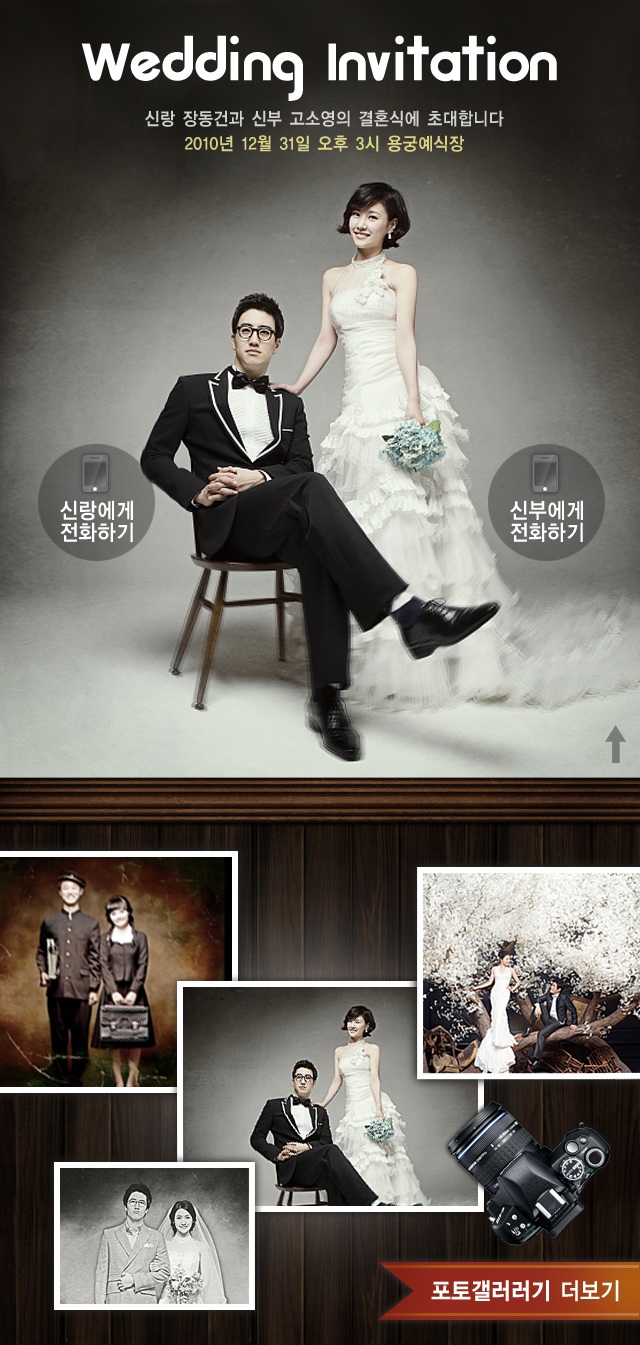 Wedding Invitation
신랑 장동건과 신부 고소영의 결혼식에 초대합니다
2010년 12월 31일 오후 3시 용궁예식장
신랑에게
전화하기
신부에게
전화하기
포토갤러러기 더보기